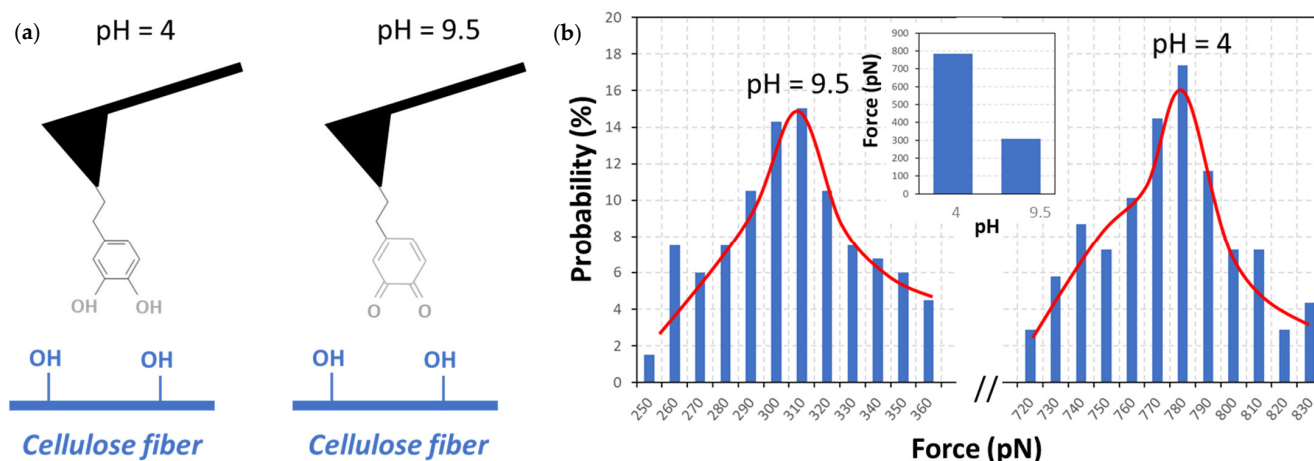 (a)
pH = 4
pH = 9.5
OH
OH
O
O
OH
OH
OH
OH
Cellulose fiber
Cellulose fiber
(b)
Probability (%)
20
18
16
14
12
10
8
6
4
2
0
pH = 9.5
pH = 4
Force (pN)
900
800
700
600
500
400
300
200
100
0
4
9.5
pH
250
260
270
280
290
300
310
320
330
340
350
360
//
720
730
740
750
760
770
780
790
800
810
820
830
Force (pN)